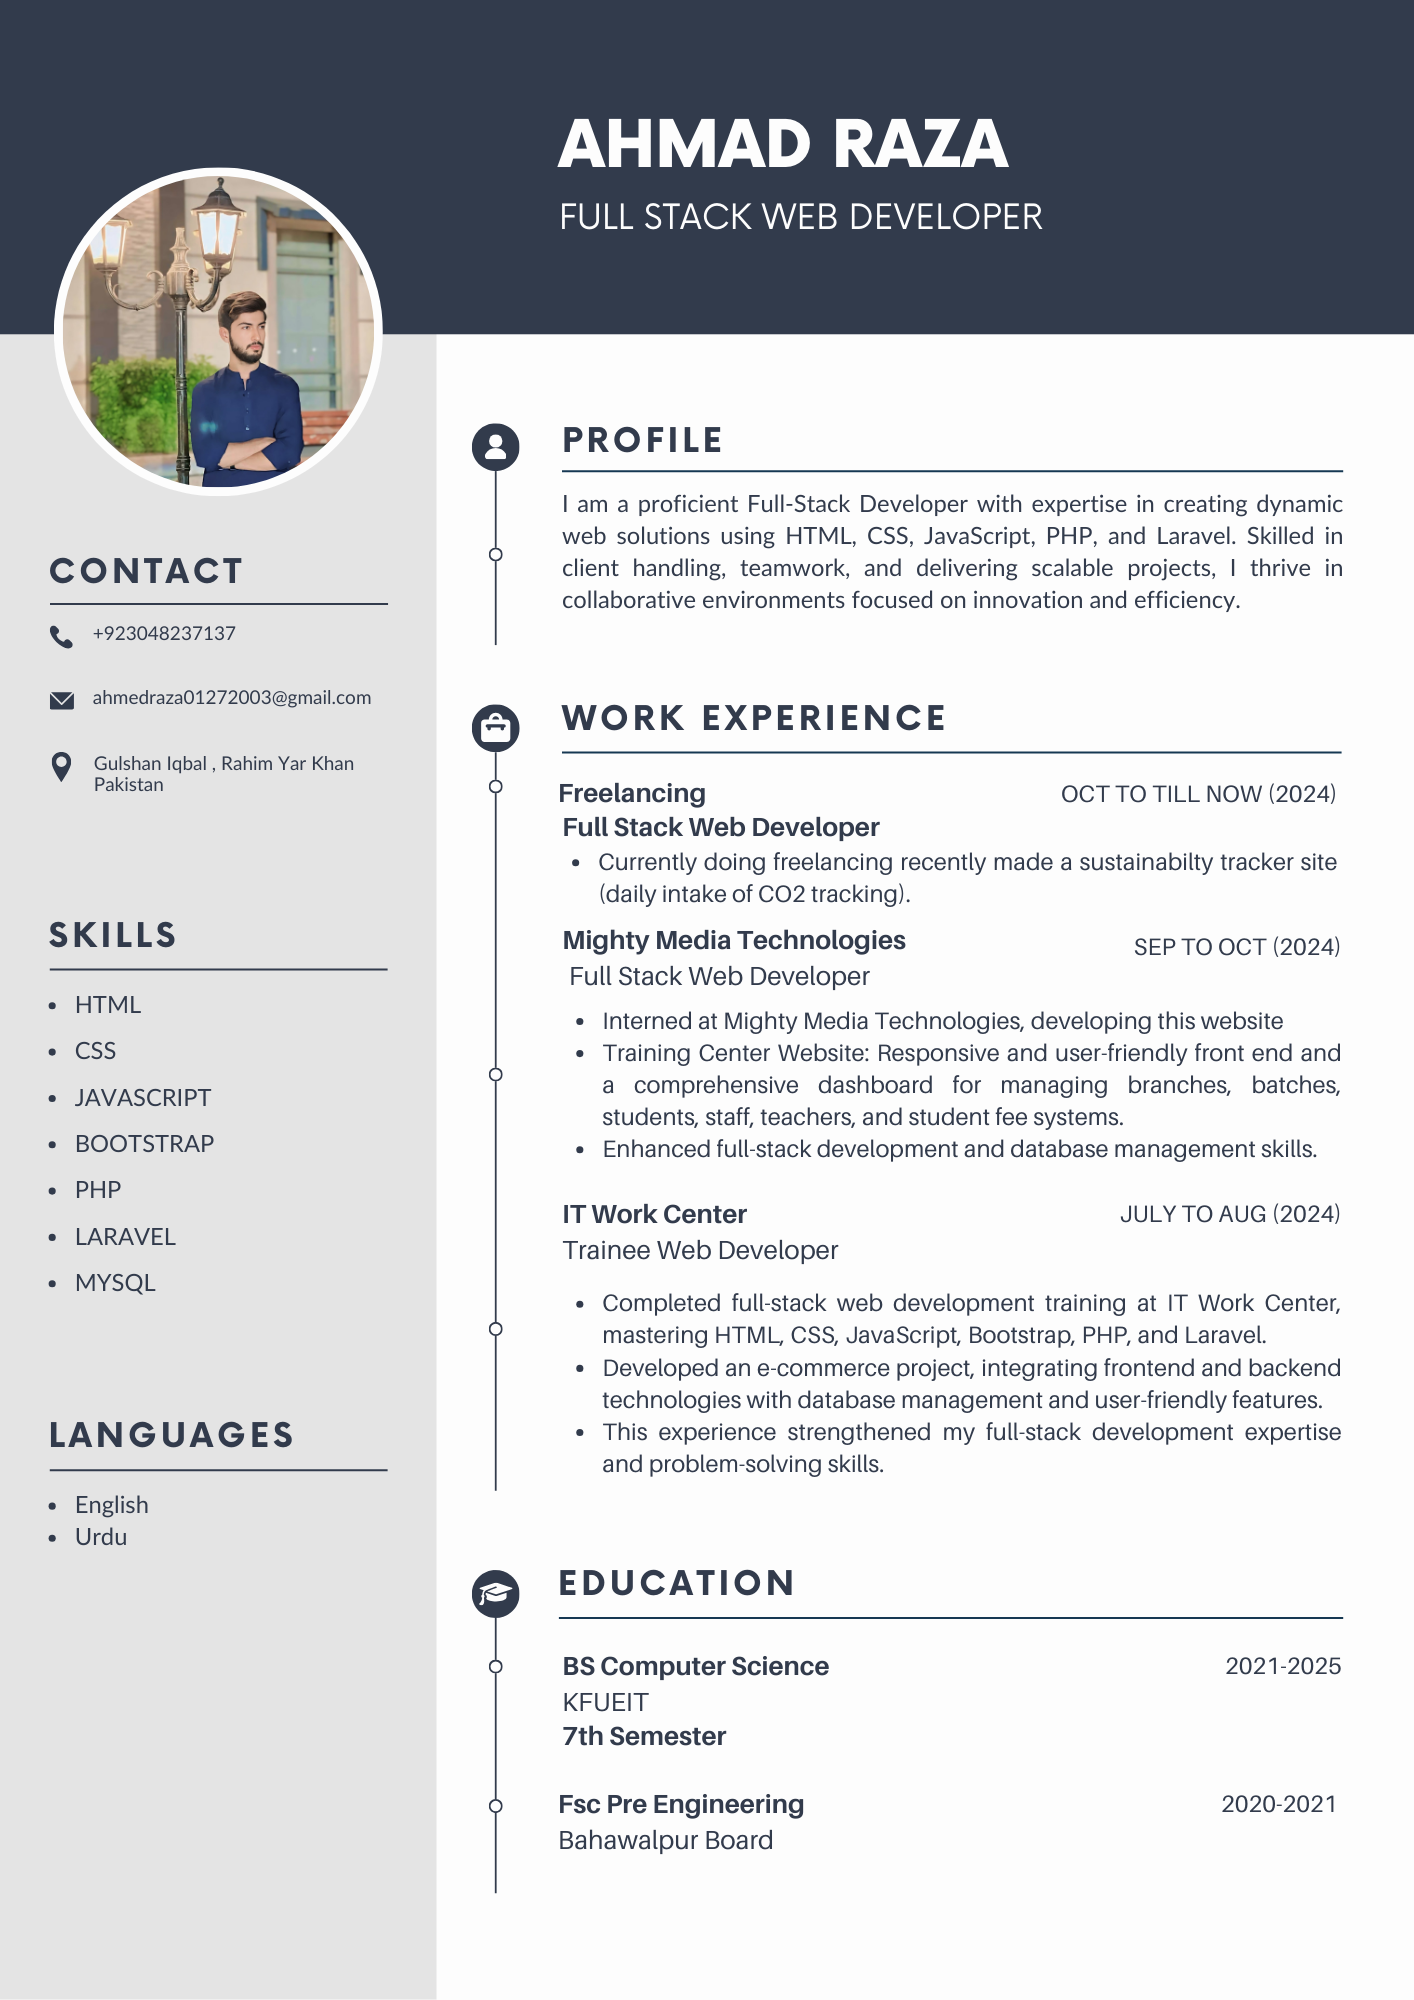 AHMAD RAZA
FULL STACK WEB DEVELOPER
CONTACT
+923048237137
ahmedraza01272003@gmail.com
Gulshan Iqbal , Rahim Yar Khan
Pakistan
SKILLS
• HTML
• CSS
• JAVASCRIPT
• BOOTSTRAP
• PHP
• LARAVEL
• MYSQL
LANGUAGES
• English
• Urdu
PROFILE
I am a proficient Full-Stack Developer with expertise in creating dynamic
web solutions using HTML, CSS, JavaScript, PHP, and Laravel. Skilled in
client handling, teamwork, and delivering scalable projects, I thrive in
collaborative environments focused on innovation and efficiency.
WORK EXPERIENCE
Freelancing OCT TO TILL NOW (2024)
Full Stack Web Developer
• Currently doing freelancing recently made a sustainabilty tracker site
(daily intake of CO2 tracking).
Mighty Media Technologies SEP TO OCT (2024)
Full Stack Web Developer
• Interned at Mighty Media Technologies, developing this website
• Training Center Website: Responsive and user-friendly front end and
a comprehensive dashboard for managing branches, batches,
students, staff, teachers, and student fee systems.
• Enhanced full-stack development and database management skills.
IT Work Center JULY TO AUG (2024)
Trainee Web Developer
• Completed full-stack web development training at IT Work Center,
mastering HTML, CSS, JavaScript, Bootstrap, PHP, and Laravel.
• Developed an e-commerce project, integrating frontend and backend
technologies with database management and user-friendly features.
• This experience strengthened my full-stack development expertise
and problem-solving skills.
EDUCATION
BS Computer Science 2021-2025
KFUEIT
7th Semester
Fsc Pre Engineering 2020-2021
Bahawalpur Board